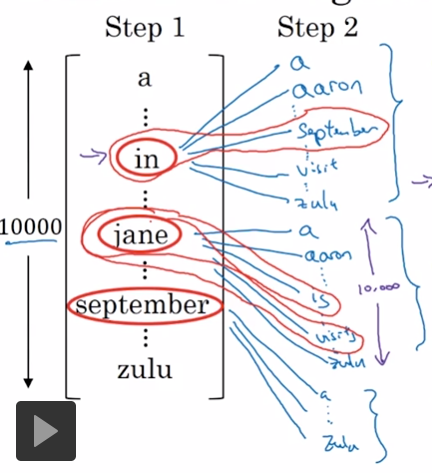 Step 1
Step 2
a
in
jane
september
zulu
10000
a
aaron
September
visit
zulu
a
aaron
is
visits
zulu
10,000
a
zulu